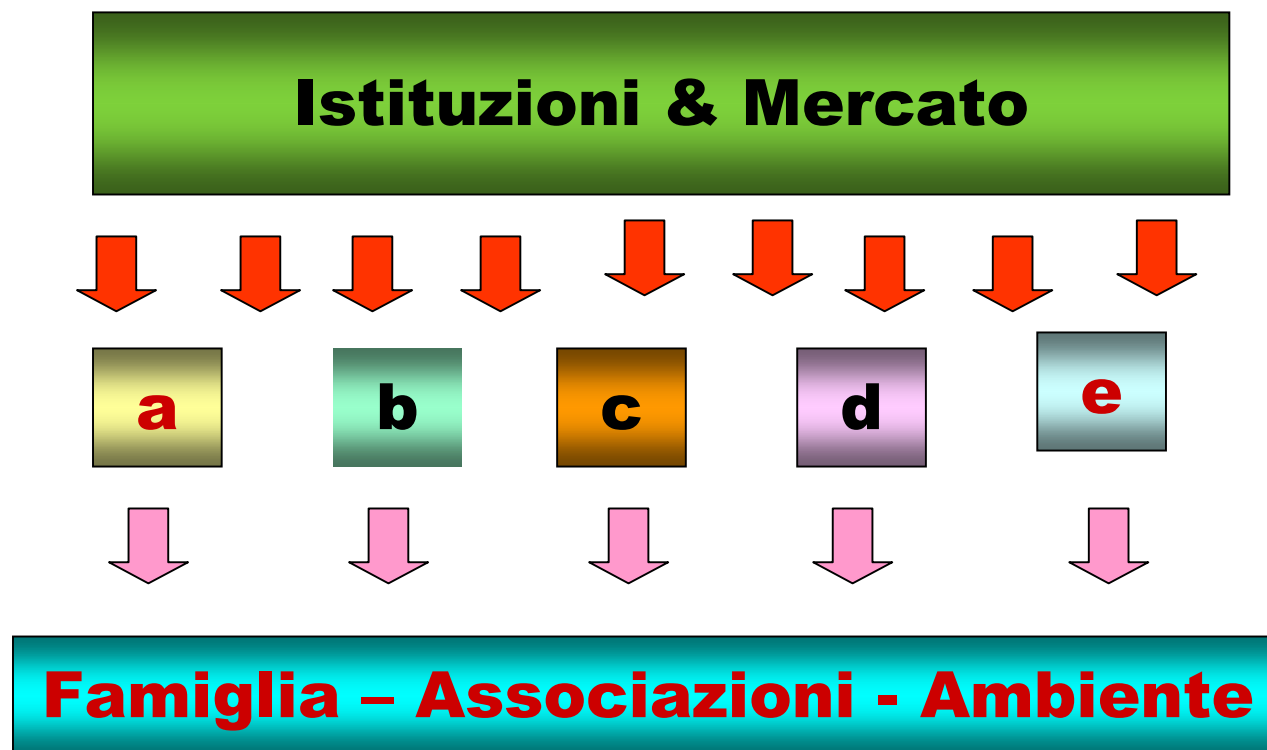 Istituzioni & Mercato
a b c d e
Famiglia – Associazioni - Ambiente